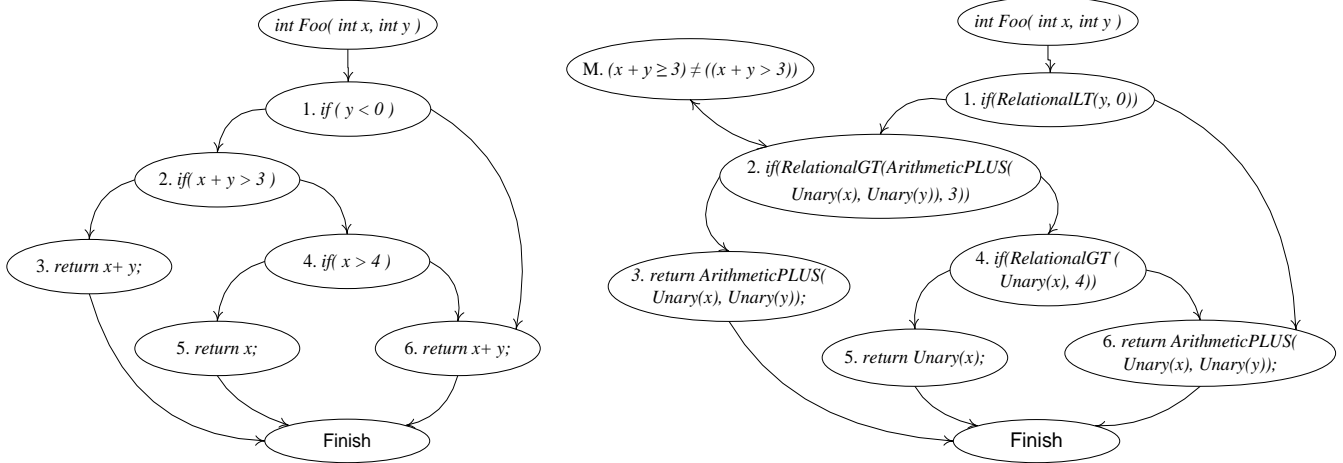 int Foo( int x, int y )
1. if ( y < 0 )
2. if( x + y > 3 )
3. return x+ y;
4. if( x > 4 )
5. return x;
6. return x+ y;
Finish
int Foo( int x, int y )
M. (x + y ≥ 3) ≠ ((x + y > 3))
1. if(RelationalLT(y, 0))
2. if(RelationalGT(ArithmeticPLUS(
Unary(x), Unary(y)), 3))
3. return ArithmeticPLUS(
Unary(x), Unary(y));
4. if(RelationalGT (
Unary(x), 4))
5. return Unary(x);
6. return ArithmeticPLUS(
Unary(x), Unary(y));
Finish